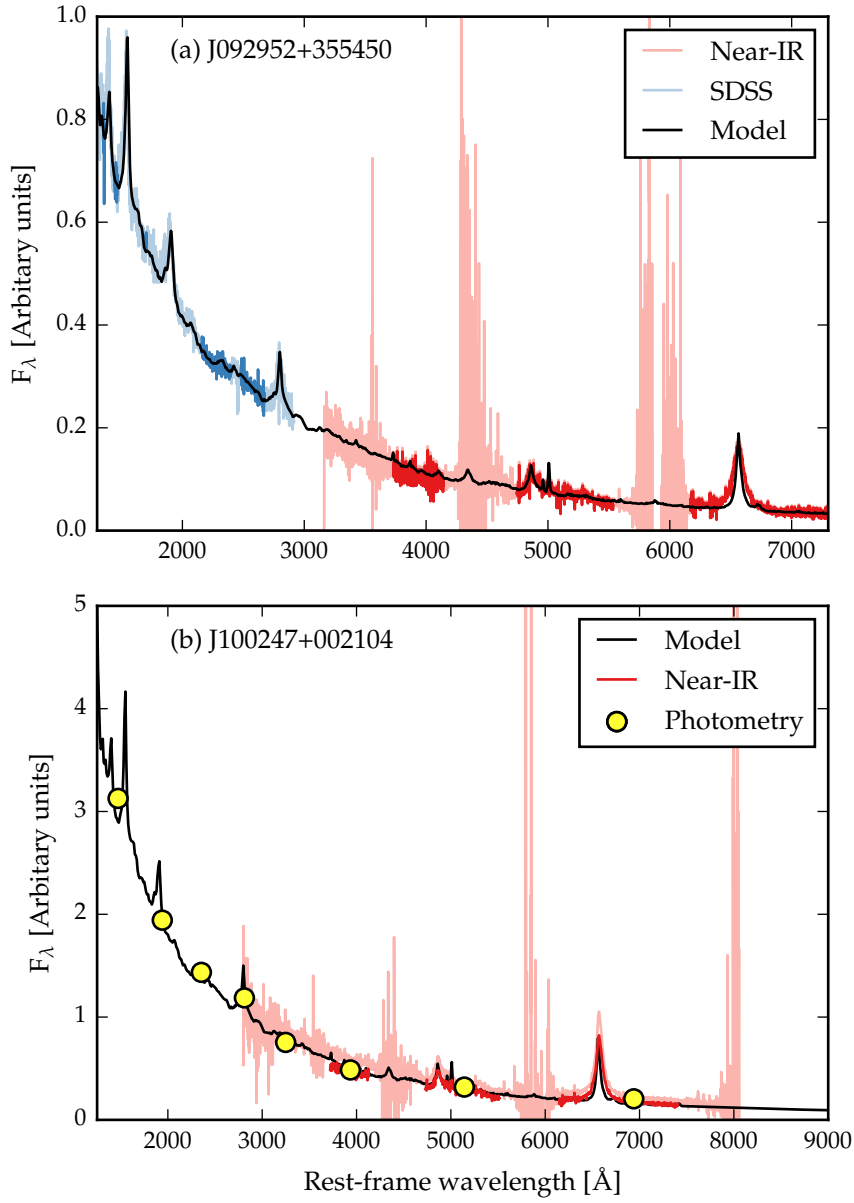 (a) J092952+355450
Near-IR
SDSS
Model
F_λ [Arbitary units]
1.0
0.8
0.6
0.4
0.2
0.0
2000 3000 4000 5000 6000 7000
(b) J100247+002104
Model
Near-IR
Photometry
F_λ [Arbitary units]
5
4
3
2
1
0
2000 3000 4000 5000 6000 7000 8000 9000
Rest-frame wavelength [Å]